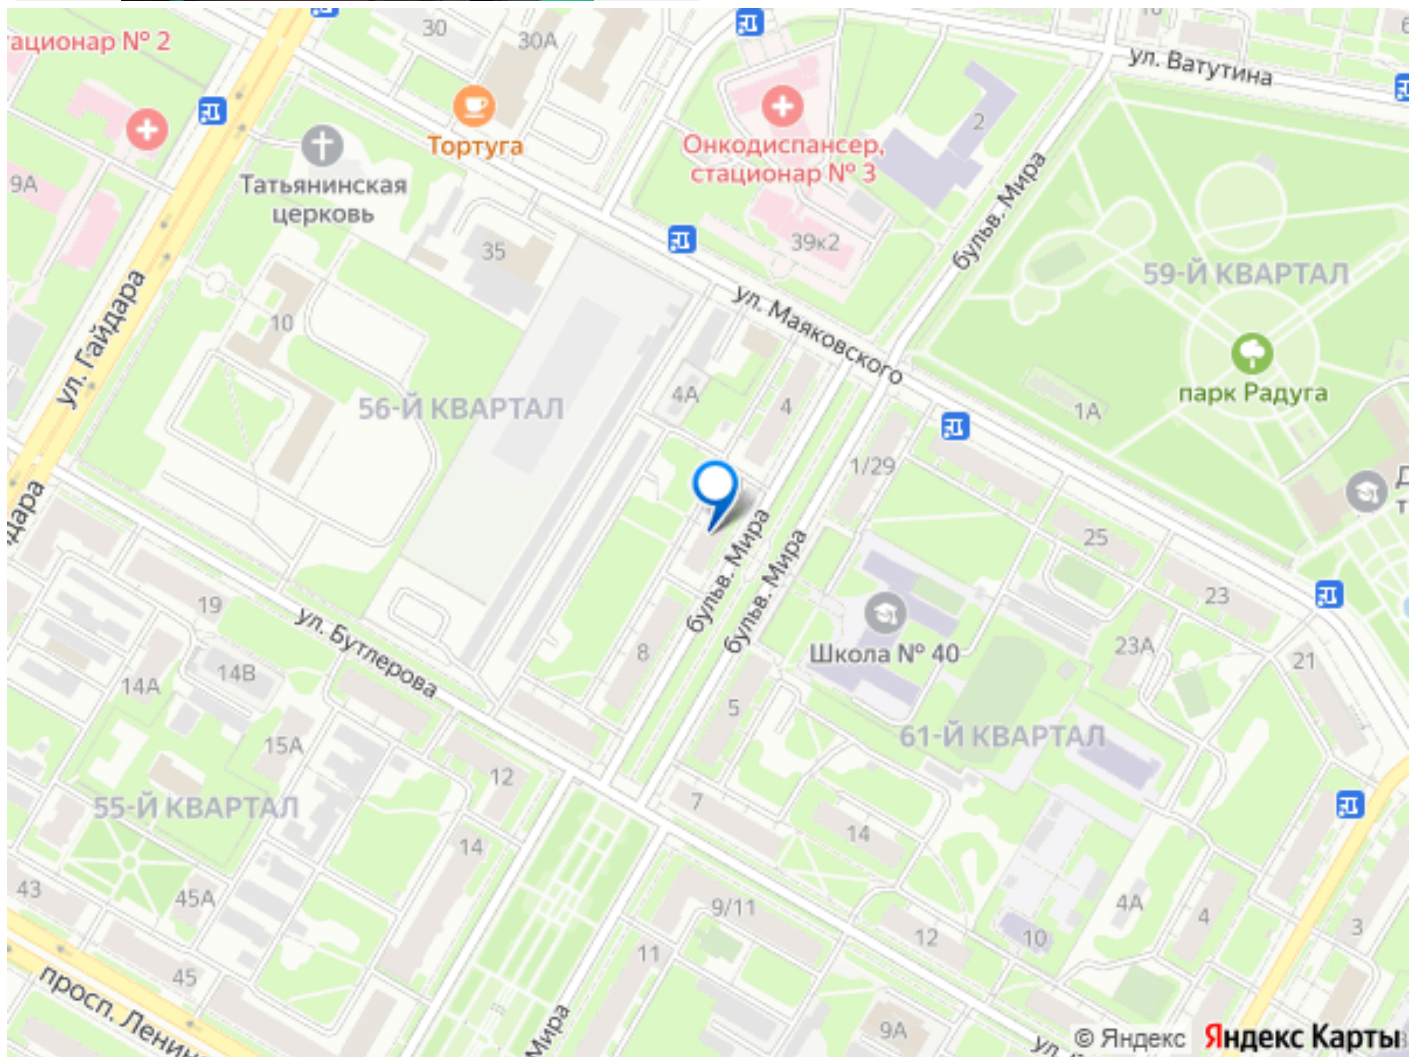 30
30А
6
ул. Ватутина
тационар № 2
2
Тортуга
Онкодиспансер,
стационар № 3
9А
Татьянинская
церковь
бульв. Мира
39к2
35
59-Й КВАРТАЛ
ул. Гайдара
10
ул. Маяковского
парк Радуга
56-Й КВАРТАЛ
4А
4
1А
1/29
дара
25
бульв. Мира
бульв. Мира
23
19
ул. Бутлерова
Школа № 40
23А
21
8
14В
14А
5
15А
61-Й КВАРТАЛ
12
55-Й КВАРТАЛ
7
14
14
43
45А
9/11
4А
4
3
12
10
11
45
просп. Ленин
Мира
9А
© Яндекс Яндекс Карты